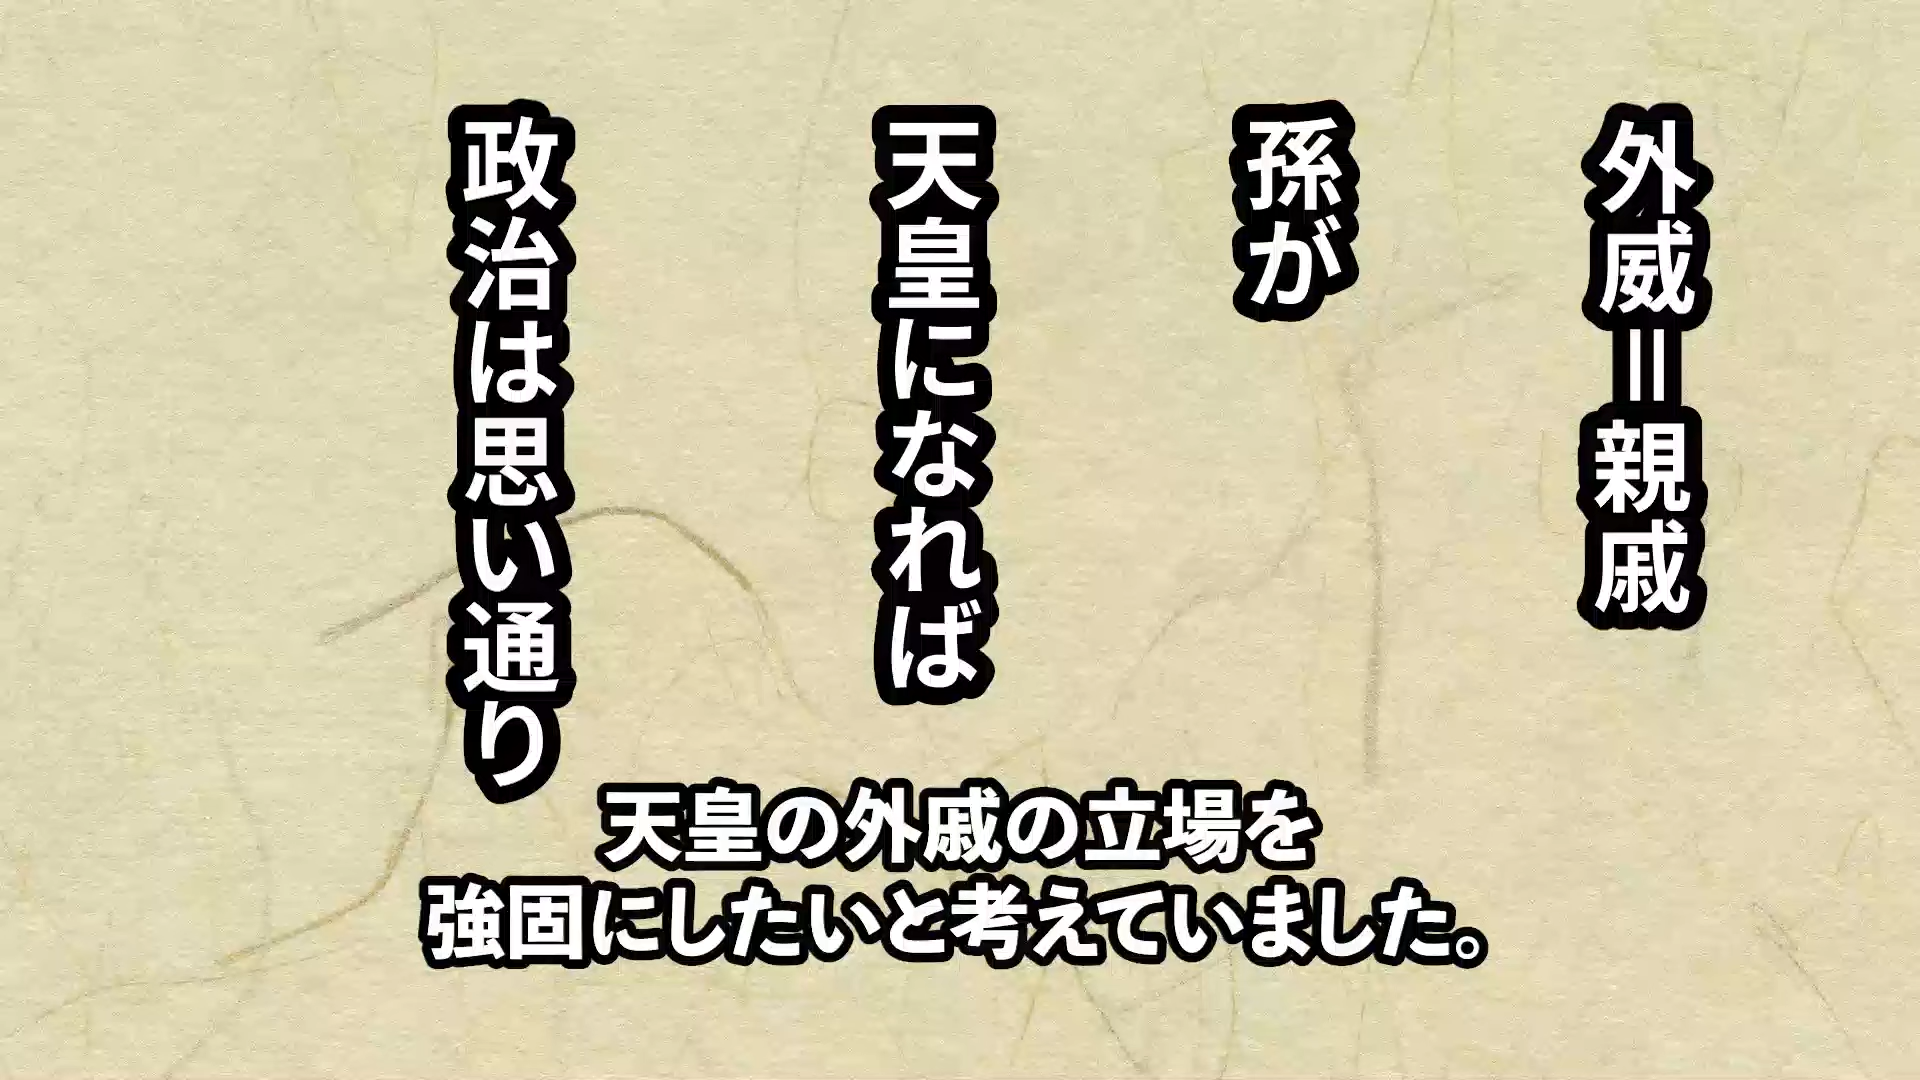 外威＝親戚
孫が
天皇になれば
政治は思い通り
天皇の外戚の立場を
強固にしたいと考えていました。